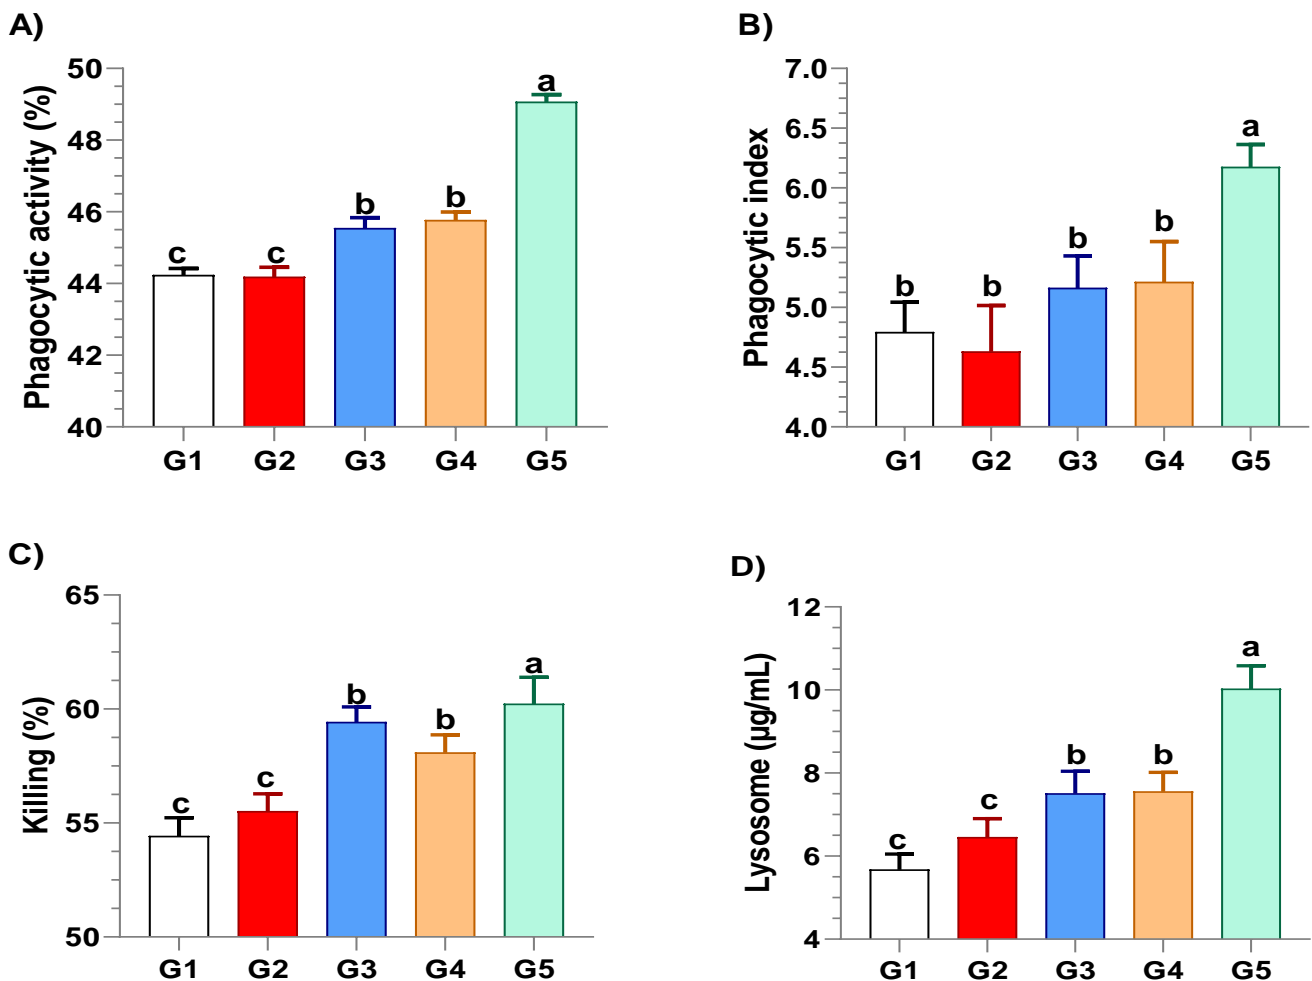 A)
Phagocytic activity (%)
50
48
46
44
42
40
c
c
b
b
a
G1 G2 G3 G4 G5
B)
Phagocytic index
7.0
6.5
6.0
5.5
5.0
4.5
4.0
b
b
b
b
a
G1 G2 G3 G4 G5
C)
Killing (%)
65
60
55
50
c
c
b
b
a
G1 G2 G3 G4 G5
D)
Lysosome (µg/mL)
12
10
8
6
4
c
c
b
b
a
G1 G2 G3 G4 G5